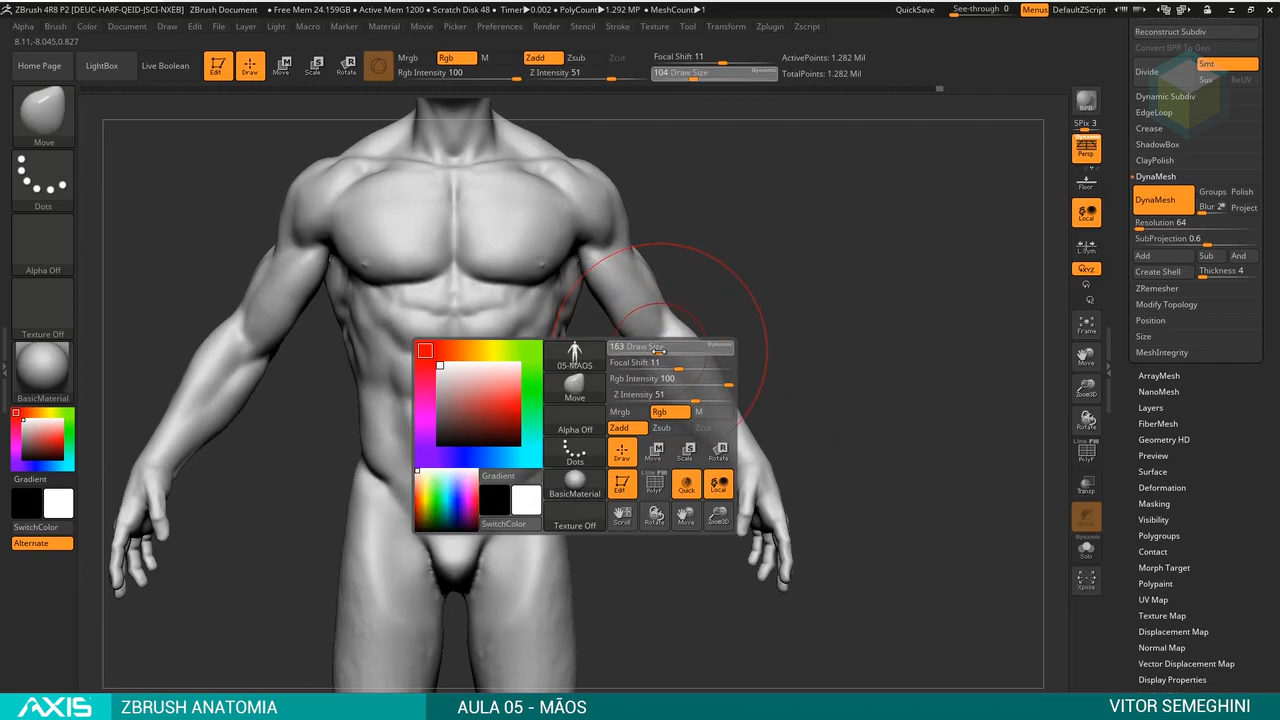 ZBrush 4R8 P2 [DEUC-HARF-QEID-JSCI-NXEB] ZBrush Document • Free Mem 24.159GB • Active Mem 1200 • Scratch Disk 48 • Timer▶0.002 • PolyCount▶1.292 MP • MeshCount▶1 QuickSave See-through 0 Menus DefaultZScript
Alpha Brush Color Document Draw Edit File Layer Light Macro Marker Material Movie Picker Preferences Render Stencil Stroke Texture Tool Transform Zplugin Zscript
8.11,-8.045,0.827
Home Page LightBox Live Boolean
Edit Draw Move Scale Rotate
Mrgb Rgb M
Rgb Intensity 100
Zadd Zsub Zcut
Z Intensity 51
Focal Shift 11
104 Draw Size Dynamic
ActivePoints: 1.282 Mil
TotalPoints: 1.282 Mil
Move
Dots
Alpha Off
Texture Off
BasicMaterial
Gradient
SwitchColor
Alternate
05-MAOS
Move
Alpha Off
Dots
BasicMaterial
Texture Off
Gradient
SwitchColor
163 Draw Size Dynamic
Focal Shift 11
Rgb Intensity 100
Z Intensity 51
Mrgb Rgb M
Zadd Zsub Zcut
Draw Move Scale Rotate
Edit Line Fill PolyF Quick Local
Scroll Rotate Move Zoom3D
BPR
SPix 3
Dynamic
Persp
Floor
Local
L.Sym
XYZ
Frame
Move
Zoom3D
Rotate
Line Fill
PolyF
Transp
Dynamic
Solo
Xpose
Reconstruct Subdiv
Convert BPR To Geo
Divide Smt
Suv ReUV
Dynamic Subdiv
EdgeLoop
Crease
ShadowBox
ClayPolish
DynaMesh
DynaMesh Groups Polish
Blur 2 Project
Resolution 64
SubProjection 0.6
Add Sub And
Create Shell Thickness 4
ZRemesher
Modify Topology
Position
Size
MeshIntegrity
ArrayMesh
NanoMesh
Layers
FiberMesh
Geometry HD
Preview
Surface
Deformation
Masking
Visibility
Polygroups
Contact
Morph Target
Polypaint
UV Map
Texture Map
Displacement Map
Normal Map
Vector Displacement Map
Display Properties
AXIS ZBRUSH ANATOMIA AULA 05 - MÃOS VITOR SEMEGHINI